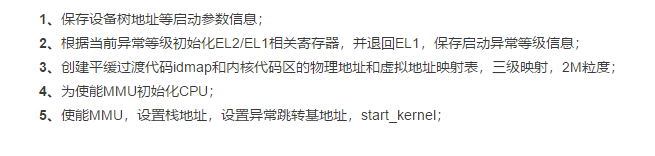 1、保存设备树地址等启动参数信息；
2、根据当前异常等级初始化EL2/EL1相关寄存器，并退回EL1，保存启动异常等级信息；
3、创建平缓过渡代码idmap和内核代码区的物理地址和虚拟地址映射表，三级映射，2M粒度；
4、为使能MMU初始化CPU；
5、使能MMU，设置栈地址，设置异常跳转基地址，start_kernel；